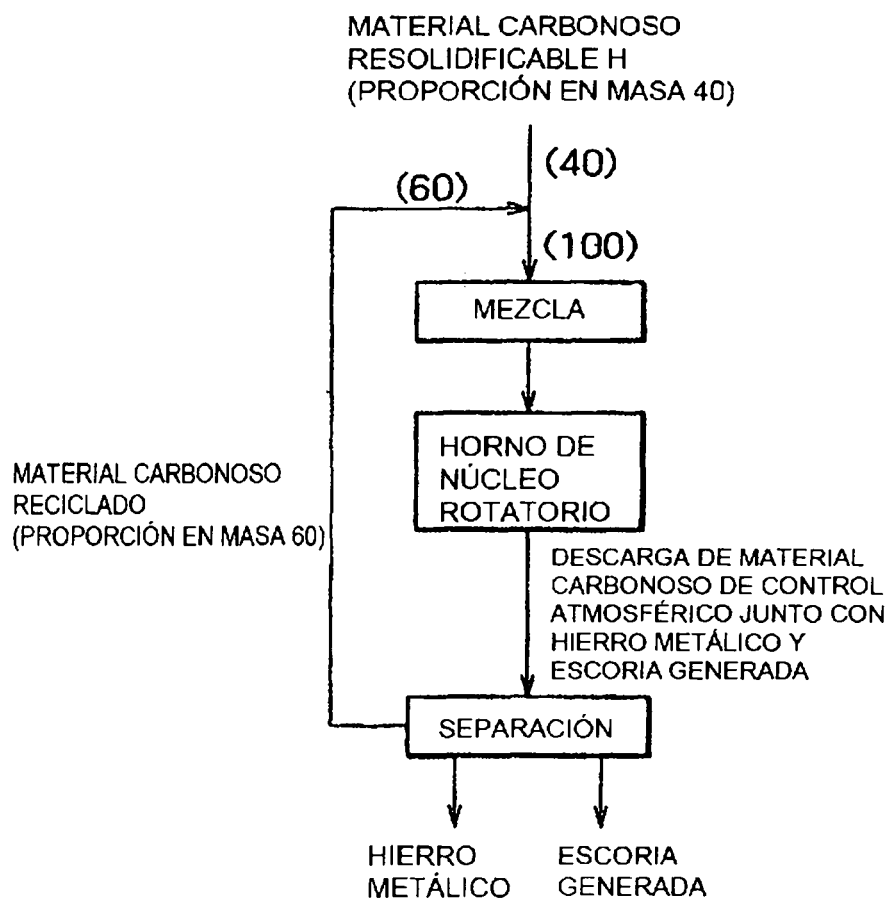 MATERIAL CARBONOSO
RESOLIDIFICABLE H
(PROPORCIÓN EN MASA 40)
(40)
(60)
(100)
MEZCLA
HORNO DE
NÚCLEO
ROTATORIO
MATERIAL CARBONOSO
RECICLADO
(PROPORCIÓN EN MASA 60)
DESCARGA DE MATERIAL
CARBONOSO DE CONTROL
ATMOSFÉRICO JUNTO CON
HIERRO METÁLICO Y
ESCORIA GENERADA
SEPARACIÓN
HIERRO
METÁLICO
ESCORIA
GENERADA